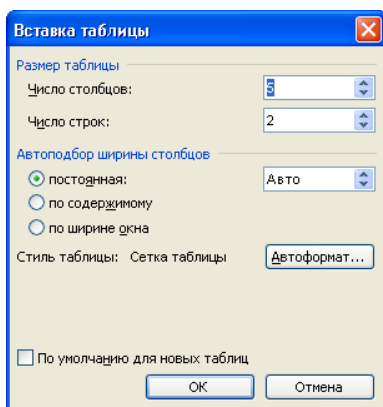 Вставка таблицы
Размер таблицы
Число столбцов: 5
Число строк: 2
Автоподбор ширины столбцов
постоянная: Авто
по содержимому
по ширине окна
Стиль таблицы: Сетка таблицы Автоформат...
По умолчанию для новых таблиц
ОК Отмена